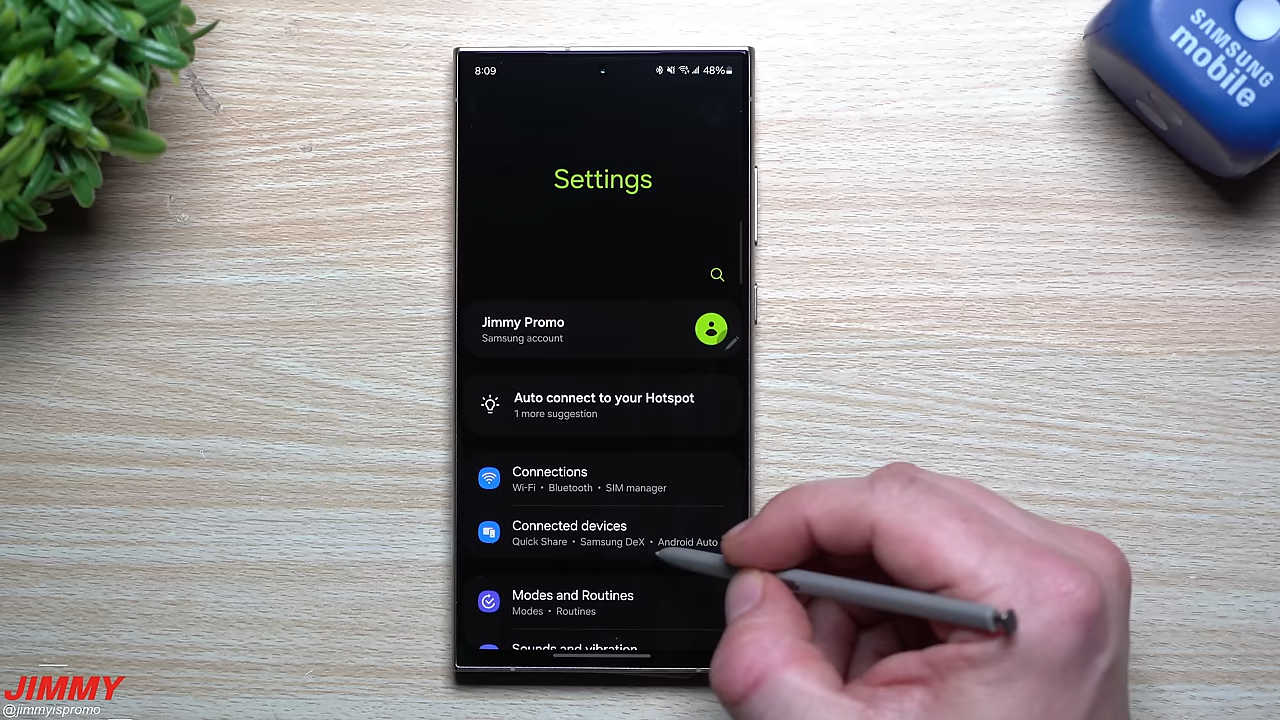 SAMSUNG
mobile
8:09
48%
Settings
Jimmy Promo
Samsung account
Auto connect to your Hotspot
1 more suggestion
Connections
Wi-Fi • Bluetooth • SIM manager
Connected devices
Quick Share • Samsung DeX • Android Auto
Modes and Routines
Modes • Routines
Sounds and vibration
JIMMY
@jimmyispromo